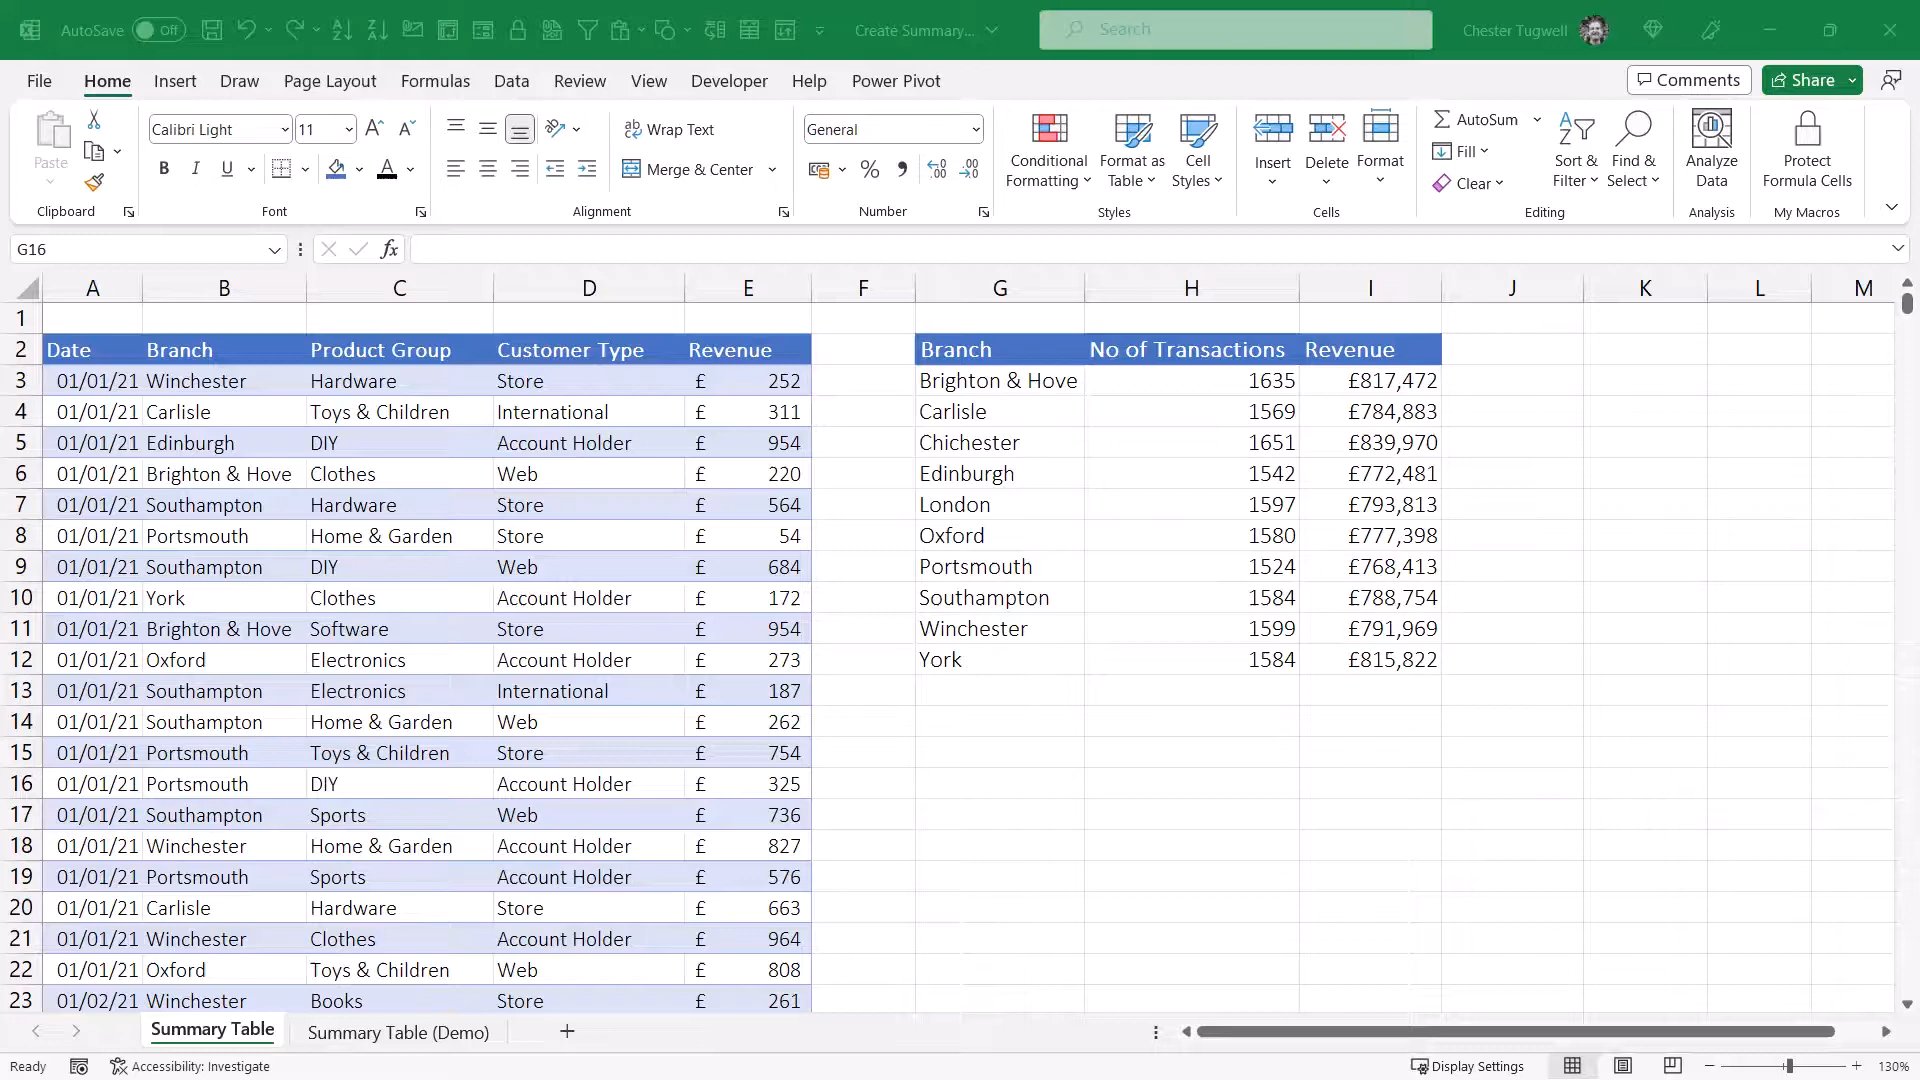 AutoSave Off Create Summary... Search Chester Tugwell
File Home Insert Draw Page Layout Formulas Data Review View Developer Help Power Pivot Comments Share
Paste
Calibri Light 11
B I U
Wrap Text
Merge & Center
General
Conditional Formatting
Format as Table
Cell Styles
Insert Delete Format
AutoSum
Fill
Clear
Sort & Filter
Find & Select
Analyze Data
Protect Formula Cells
Clipboard Font Alignment Number Styles Cells Editing Analysis My Macros
G16 fx
A B C D E F G H I J K L M
1
2 Date Branch Product Group Customer Type Revenue Branch No of Transactions Revenue
3 01/01/21 Winchester Hardware Store £ 252 Brighton & Hove 1635 £817,472
4 01/01/21 Carlisle Toys & Children International £ 311 Carlisle 1569 £784,883
5 01/01/21 Edinburgh DIY Account Holder £ 954 Chichester 1651 £839,970
6 01/01/21 Brighton & Hove Clothes Web £ 220 Edinburgh 1542 £772,481
7 01/01/21 Southampton Hardware Store £ 564 London 1597 £793,813
8 01/01/21 Portsmouth Home & Garden Store £ 54 Oxford 1580 £777,398
9 01/01/21 Southampton DIY Web £ 684 Portsmouth 1524 £768,413
10 01/01/21 York Clothes Account Holder £ 172 Southampton 1584 £788,754
11 01/01/21 Brighton & Hove Software Store £ 954 Winchester 1599 £791,969
12 01/01/21 Oxford Electronics Account Holder £ 273 York 1584 £815,822
13 01/01/21 Southampton Electronics International £ 187
14 01/01/21 Southampton Home & Garden Web £ 262
15 01/01/21 Portsmouth Toys & Children Store £ 754
16 01/01/21 Portsmouth DIY Account Holder £ 325
17 01/01/21 Southampton Sports Web £ 736
18 01/01/21 Winchester Home & Garden Account Holder £ 827
19 01/01/21 Portsmouth Sports Account Holder £ 576
20 01/01/21 Carlisle Hardware Store £ 663
21 01/01/21 Winchester Clothes Account Holder £ 964
22 01/01/21 Oxford Toys & Children Web £ 808
23 01/02/21 Winchester Books Store £ 261
Summary Table Summary Table (Demo)
Ready Accessibility: Investigate Display Settings 130%